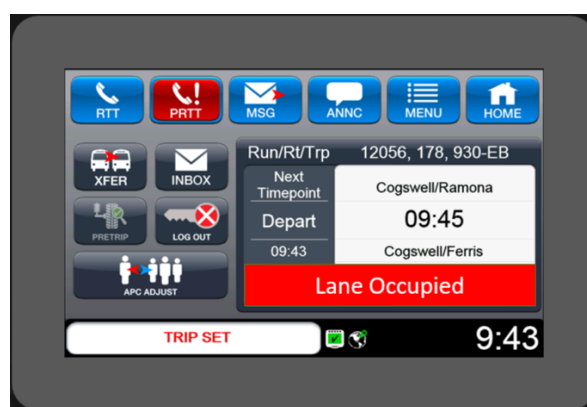 RTT PRTT MSG ANNC MENU HOME
XFER INBOX
PRETRIP LOG OUT
APC ADJUST
Run/Rt/Trp 12056, 178, 930-EB
Next
Timepoint Cogswell/Ramona
Depart 09:45
09:43 Cogswell/Ferris
Lane Occupied
TRIP SET 9:43